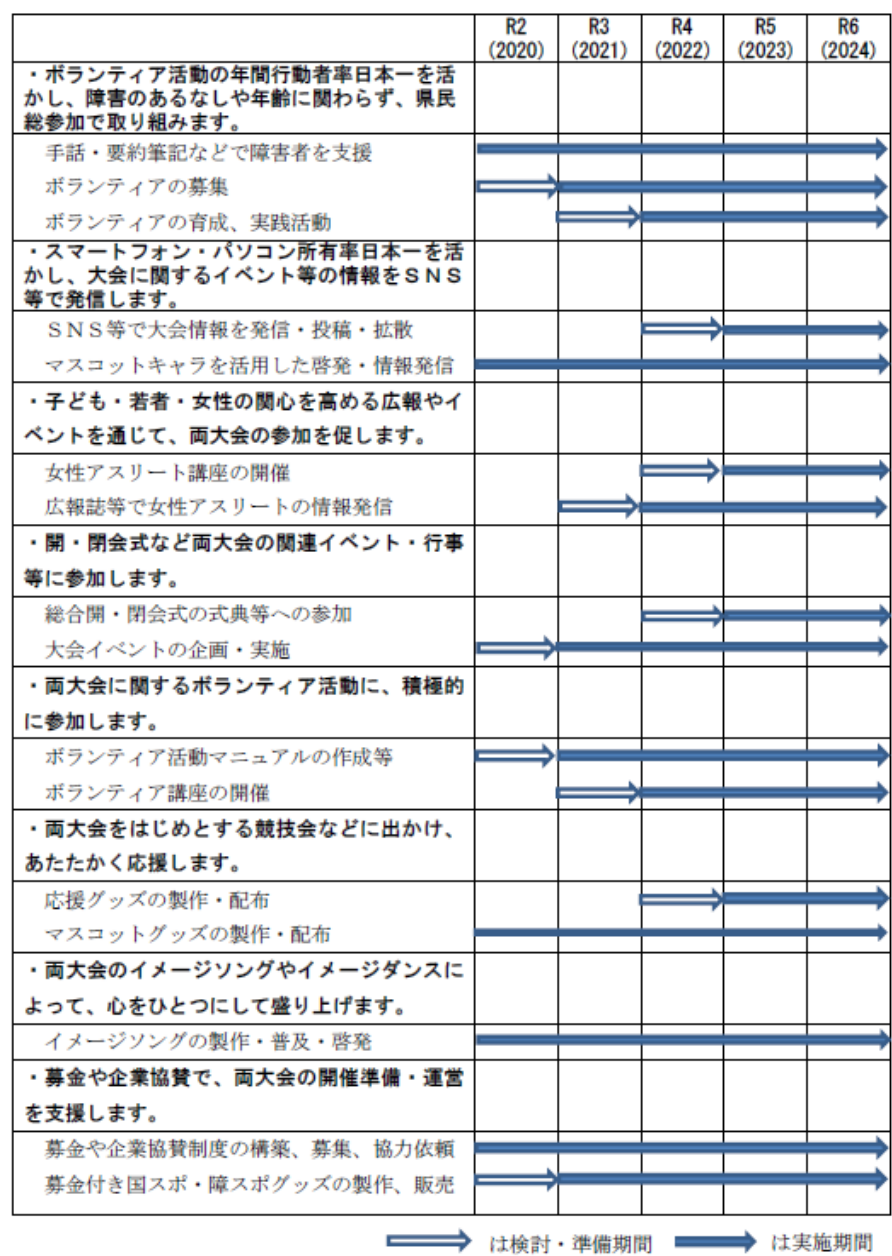 R2 R3 R4 R5 R6
(2020) (2021) (2022) (2023) (2024)
・ボランティア活動の年間行動者率日本一を活
かし、障害のあるなしや年齢に関わらず、県民
総参加で取り組みます。
手話・要約筆記などで障害者を支援
ボランティアの募集
ボランティアの育成、実践活動
・スマートフォン・パソコン所有率日本一を活
かし、大会に関するイベント等の情報をＳＮＳ
等で発信します。
ＳＮＳ等で大会情報を発信・投稿・拡散
マスコットキャラを活用した啓発・情報発信
・子ども・若者・女性の関心を高める広報やイ
ベントを通じて、両大会の参加を促します。
女性アスリート講座の開催
広報誌等で女性アスリートの情報発信
・開・閉会式など両大会の関連イベント・行事
等に参加します。
総合開・閉会式の式典等への参加
大会イベントの企画・実施
・両大会に関するボランティア活動に、積極的
に参加します。
ボランティア活動マニュアルの作成等
ボランティア講座の開催
・両大会をはじめとする競技会などに出かけ、
あたたかく応援します。
応援グッズの製作・配布
マスコットグッズの製作・配布
・両大会のイメージソングやイメージダンスに
よって、心をひとつにして盛り上げます。
イメージソングの製作・普及・啓発
・募金や企業協賛で、両大会の開催準備・運営
を支援します。
募金や企業協賛制度の構築、募集、協力依頼
募金付き国スポ・障スポグッズの製作、販売
は検討・準備期間 は実施期間